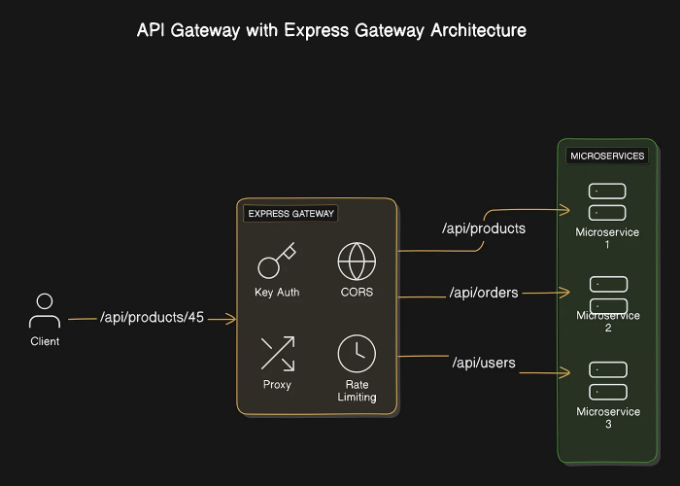 API Gateway with Express Gateway Architecture
MICROSERVICES
EXPRESS GATEWAY
Key Auth
CORS
Proxy
Rate
Limiting
Client
/api/products/45
/api/products
/api/orders
/api/users
Microservice
1
Microservice
2
Microservice
3